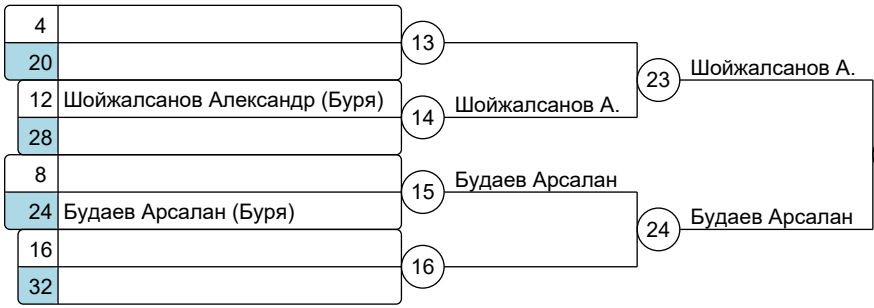 4
13
20
23 Шойжалсанов А.
12 Шойжалсанов Александр (Буря)
14 Шойжалсанов А.
28
8
15 Будаев Арсалан
24 Будаев Арсалан (Буря)
24 Будаев Арсалан
16
16
32